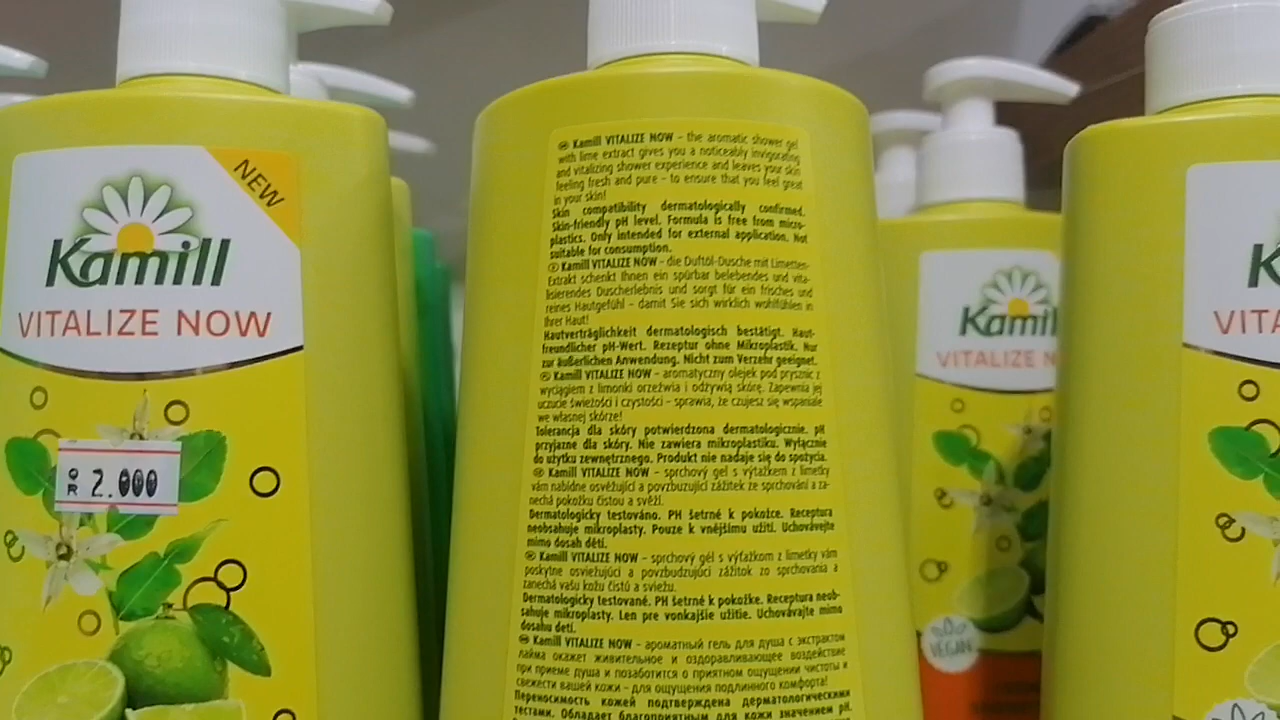 NEW
Kamill
VITALIZE NOW
OR 2.000
Kamill VITALIZE NOW – the aromatic shower gel
with lime extract gives you a noticeably invigorating
and vitalizing shower experience and leaves your skin
feeling fresh and pure – to ensure that you feel great
in your skin!
Skin compatibility dermatologically confirmed.
Skin-friendly pH level. Formula is free from micro-
plastics. Only intended for external application. Not
suitable for consumption.
Kamill VITALIZE NOW – die Duftöl-Dusche mit Limetten-
Extrakt schenkt Ihnen ein spürbar belebendes und vita-
lisierendes Duscherlebnis und sorgt für ein frisches und
reines Hautgefühl – damit Sie sich wirklich wohlfühlen in
Ihrer Haut!
Hautverträglichkeit dermatologisch bestätigt. Haut-
freundlicher pH-Wert. Rezeptur ohne Mikroplastik. Nur
zur äußerlichen Anwendung. Nicht zum Verzehr geeignet.
Kamill VITALIZE NOW – aromatyczny olejek pod prysznic z
wyciągiem z limonki orzeźwia i odżywia skórę. Zapewnia jej
uczucie świeżości i czystości – sprawia, że czujesz się wspaniale
we własnej skórze!
Tolerancja dla skóry potwierdzona dermatologicznie. pH
przyjazne dla skóry. Nie zawiera mikroplastiku. Wyłącznie
do użytku zewnętrznego. Produkt nie nadaje się do spożycia.
Kamill VITALIZE NOW – sprchový gel s výtažkem z limetky
vám nabídne osvěžující a povzbuzující zážitek ze sprchování a za-
nechá pokožku čistou a svěží.
Dermatologicky testováno. PH šetrné k pokožce. Receptura
neobsahuje mikroplasty. Pouze k vnějšímu užití. Uchovávejte
mimo dosah dětí.
Kamill VITALIZE NOW – sprchový gél s výťažkom z limetky vám
poskytne osviežujúci a povzbudzujúci zážitok zo sprchovania a
zanechá vašu kožu čistú a sviežu.
Dermatologicky testované. PH šetrné k pokožke. Receptura neob-
sahuje mikroplasty. Len pre vonkajšie užitie. Uchovávajte mimo
dosahu detí.
Kamill VITALIZE NOW – ароматный гель для душа с экстрактом
лайма окажет живительное и оздоравливающее воздействие
при приеме душа и позаботится о приятном ощущении чистоты и
свежести вашей кожи – для ощущения подлинного комфорта!
Переносимость кожей подтверждена дерматологическими
тестами. Обладает благоприятным для кожи значением pH.
Kamill
VITALIZE N
VEGAN
K
VITA